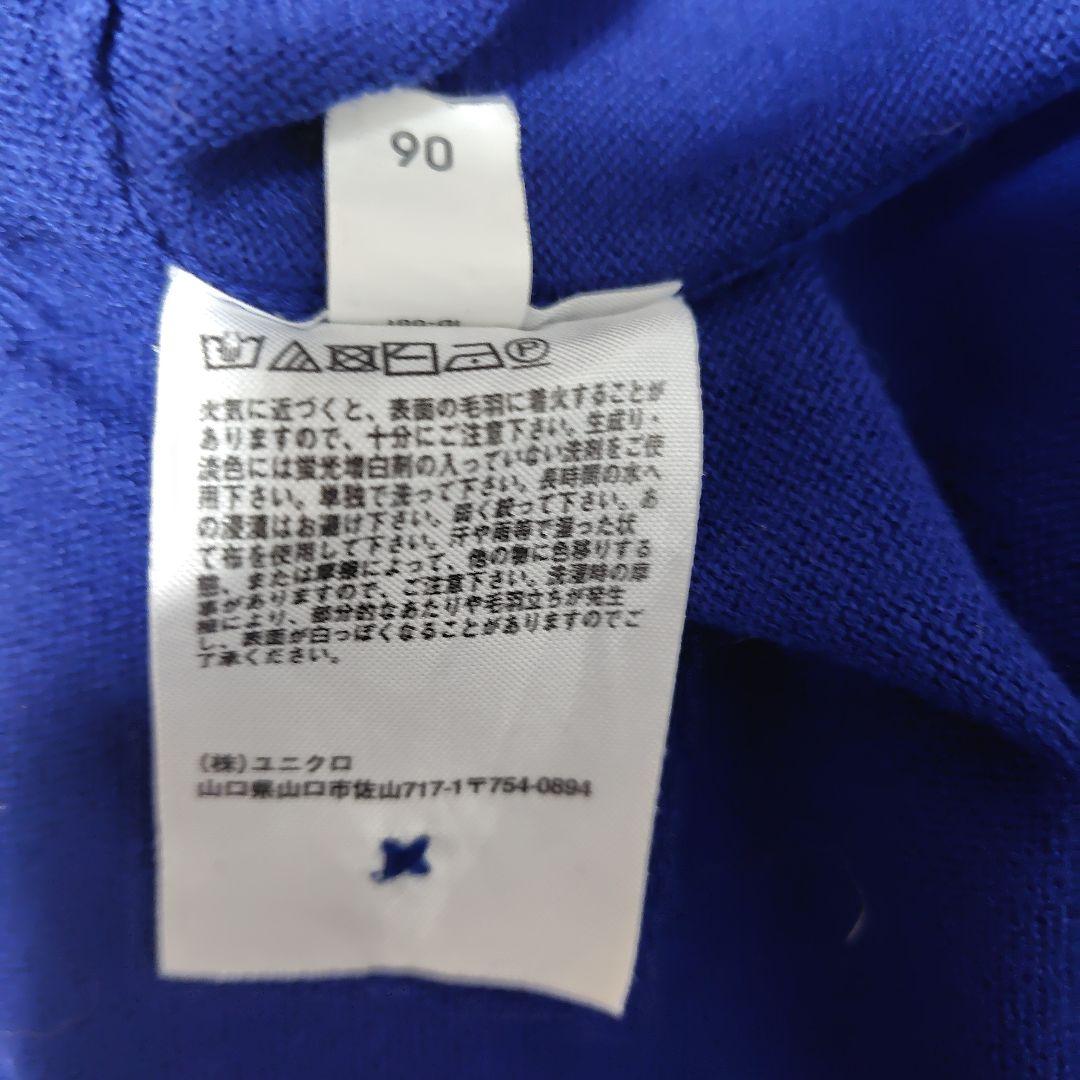 90
火気に近づくと、表面の毛羽に着火することが
ありますので、十分にご注意下さい。生成り・
淡色には蛍光増白剤の入っていない洗剤をご使
用下さい。単独で洗って下さい。長時間の水へ
の浸漬はお避け下さい。弱く絞って下さい。あ
て布を使用して下さい。汗や雨等で湿った状
態、または摩擦によって、他の物に色移りする
事がありますので、ご注意下さい。洗濯時の摩
擦により、部分的なあたりや毛羽立ちが発生
し、表面が白っぽくなることがありますのでご
了承ください。
(株)ユニクロ
山口県山口市佐山717-1〒754-0894